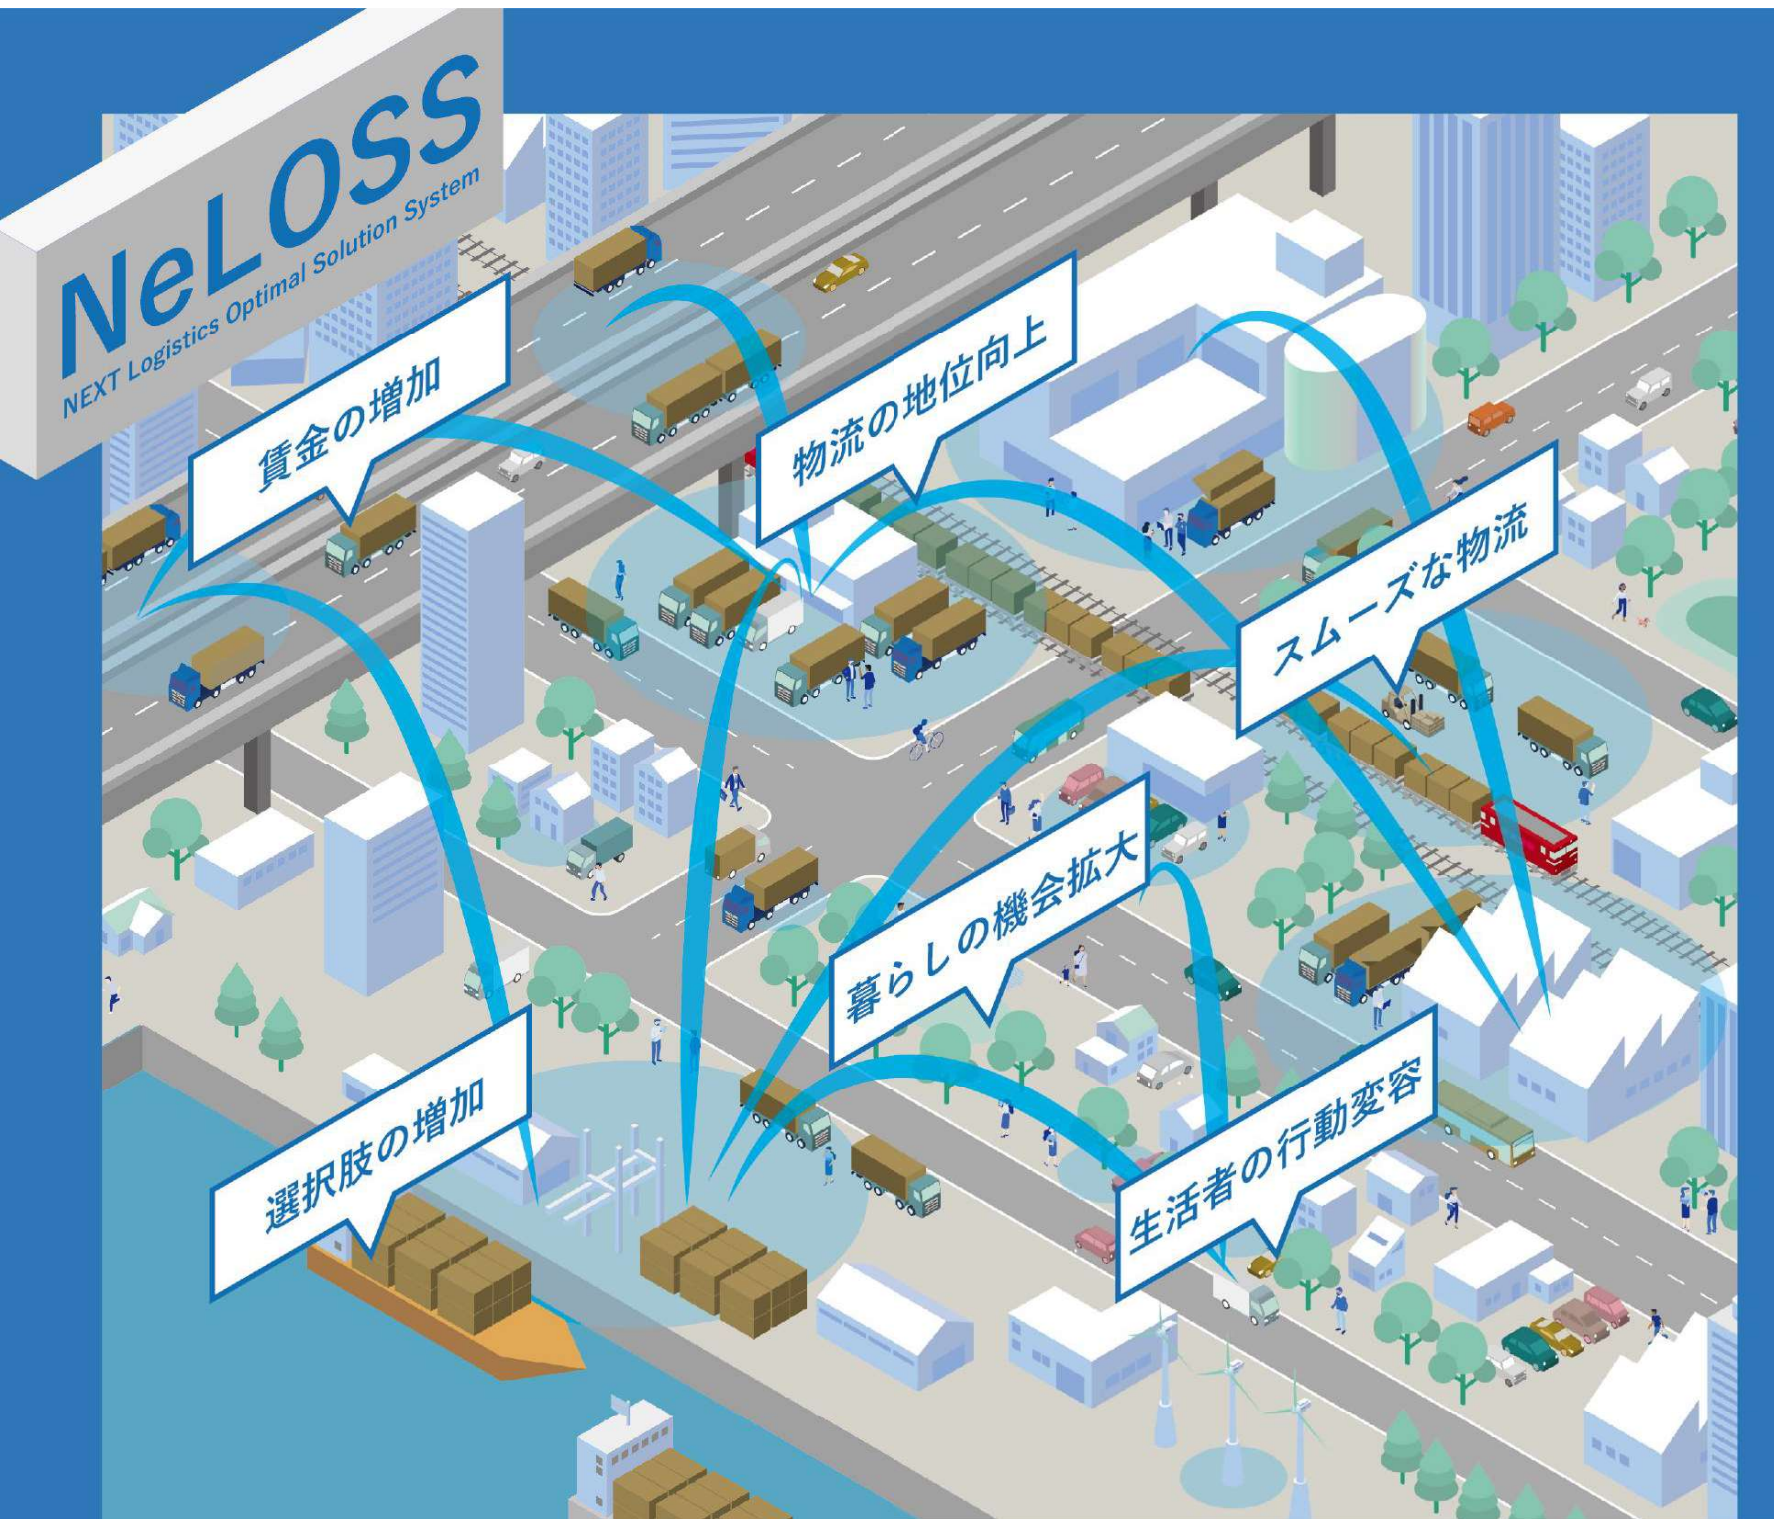 NeLOSS
NEXT Logistics Optimal Solution System
賃金の増加
物流の地位向上
スムーズな物流
暮らしの機会拡大
選択肢の増加
生活者の行動変容